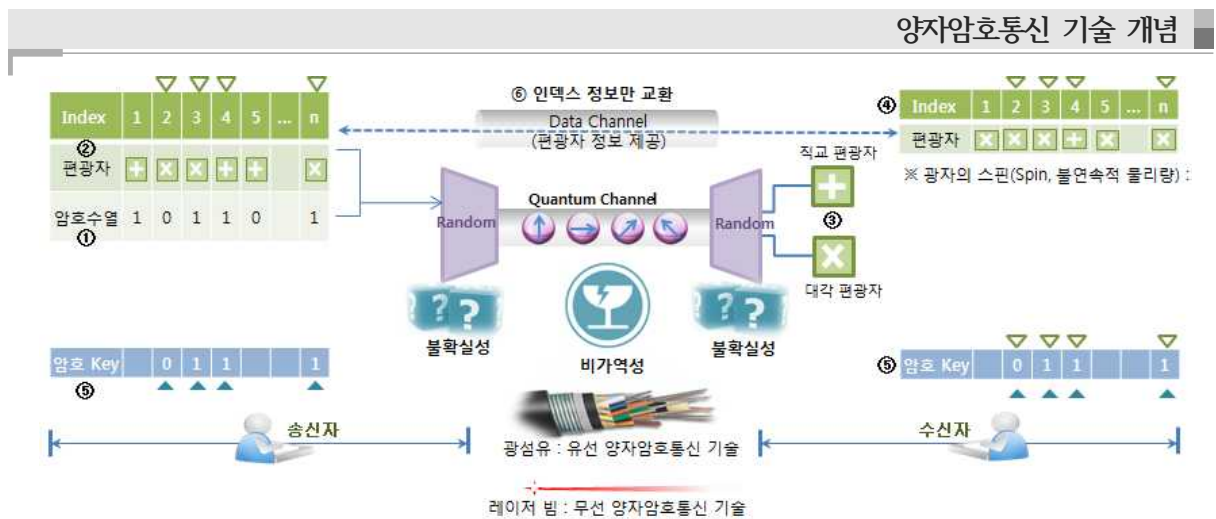 양자암호통신 기술 개념
⑥ 인덱스 정보만 교환
Data Channel
(편광자 정보 제공)
Index 1 2 3 4 5 ... n
②
편광자
암호수열 1 0 1 1 0 1
①
④ Index 1 2 3 4 5 ... n
편광자
※ 광자의 스핀(Spin, 불연속적 물리량) :
직교 편광자
③
대각 편광자
Random
Quantum Channel
Random
? ?
불확실성
비가역성
? ?
불확실성
암호 Key 0 1 1 1
⑤
⑤ 암호 Key 0 1 1 1
송신자
수신자
광섬유 : 유선 양자암호통신 기술
레이저 빔 : 무선 양자암호통신 기술